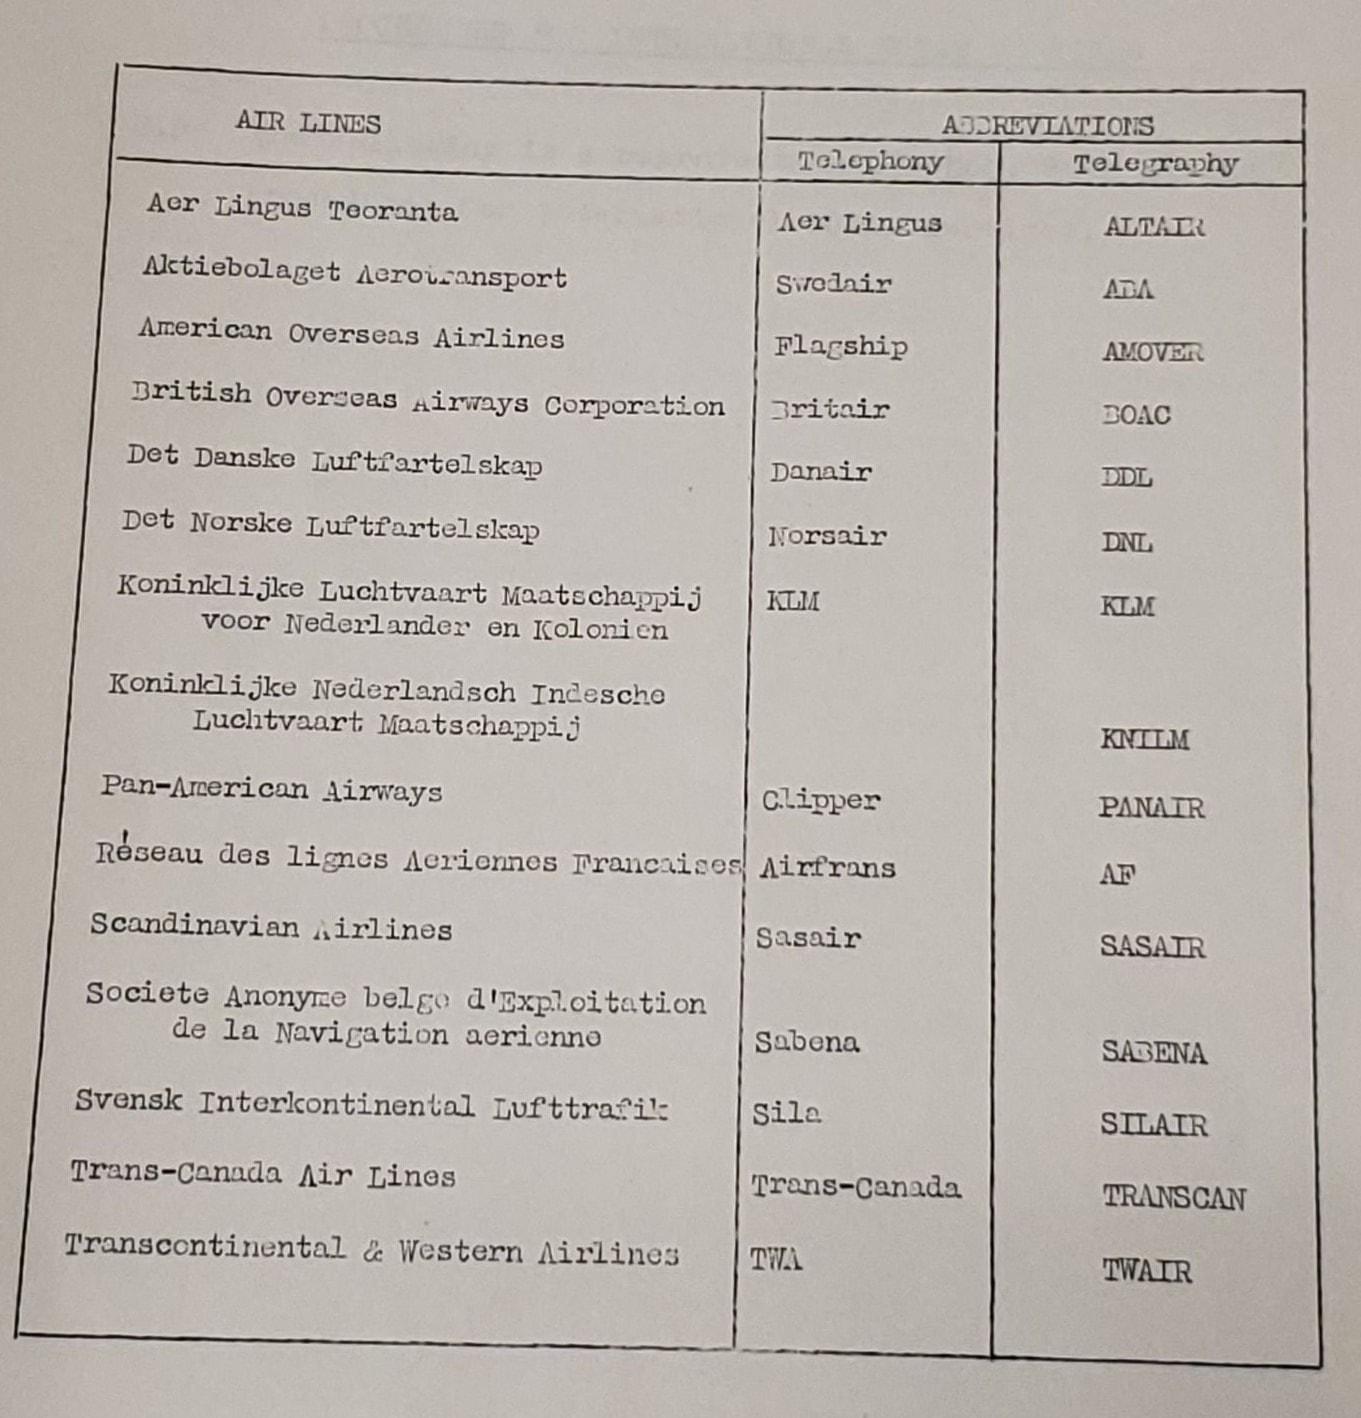 AIR LINES
ABBREVIATIONS
Telephony Telegraphy
Aer Lingus Teoranta Aer Lingus ALTAIR
Aktiebolaget Aerotransport Swedair ABA
American Overseas Airlines Flagship AMOVER
British Overseas Airways Corporation Britair BOAC
Det Danske Luftfartelskap Danair DDL
Det Norske Luftfartelskap Norsair DNL
Koninklijke Luchtvaart Maatschappij KLM KLM
voor Nederlander en Kolonien
Koninklijke Nederlandsch Indesche
Luchtvaart Maatschappij KNILM
Pan-American Airways Clipper PANAIR
Réseau des lignes Aeriennes Francaises Airfrans AF
Scandinavian Airlines Sasair SASAIR
Societe Anonyme belge d'Exploitation
de la Navigation aerienne Sabena SABENA
Svensk Interkontinental Lufttrafik Sila SILAIR
Trans-Canada Air Lines Trans-Canada TRANSCAN
Transcontinental & Western Airlines TWA TWAIR